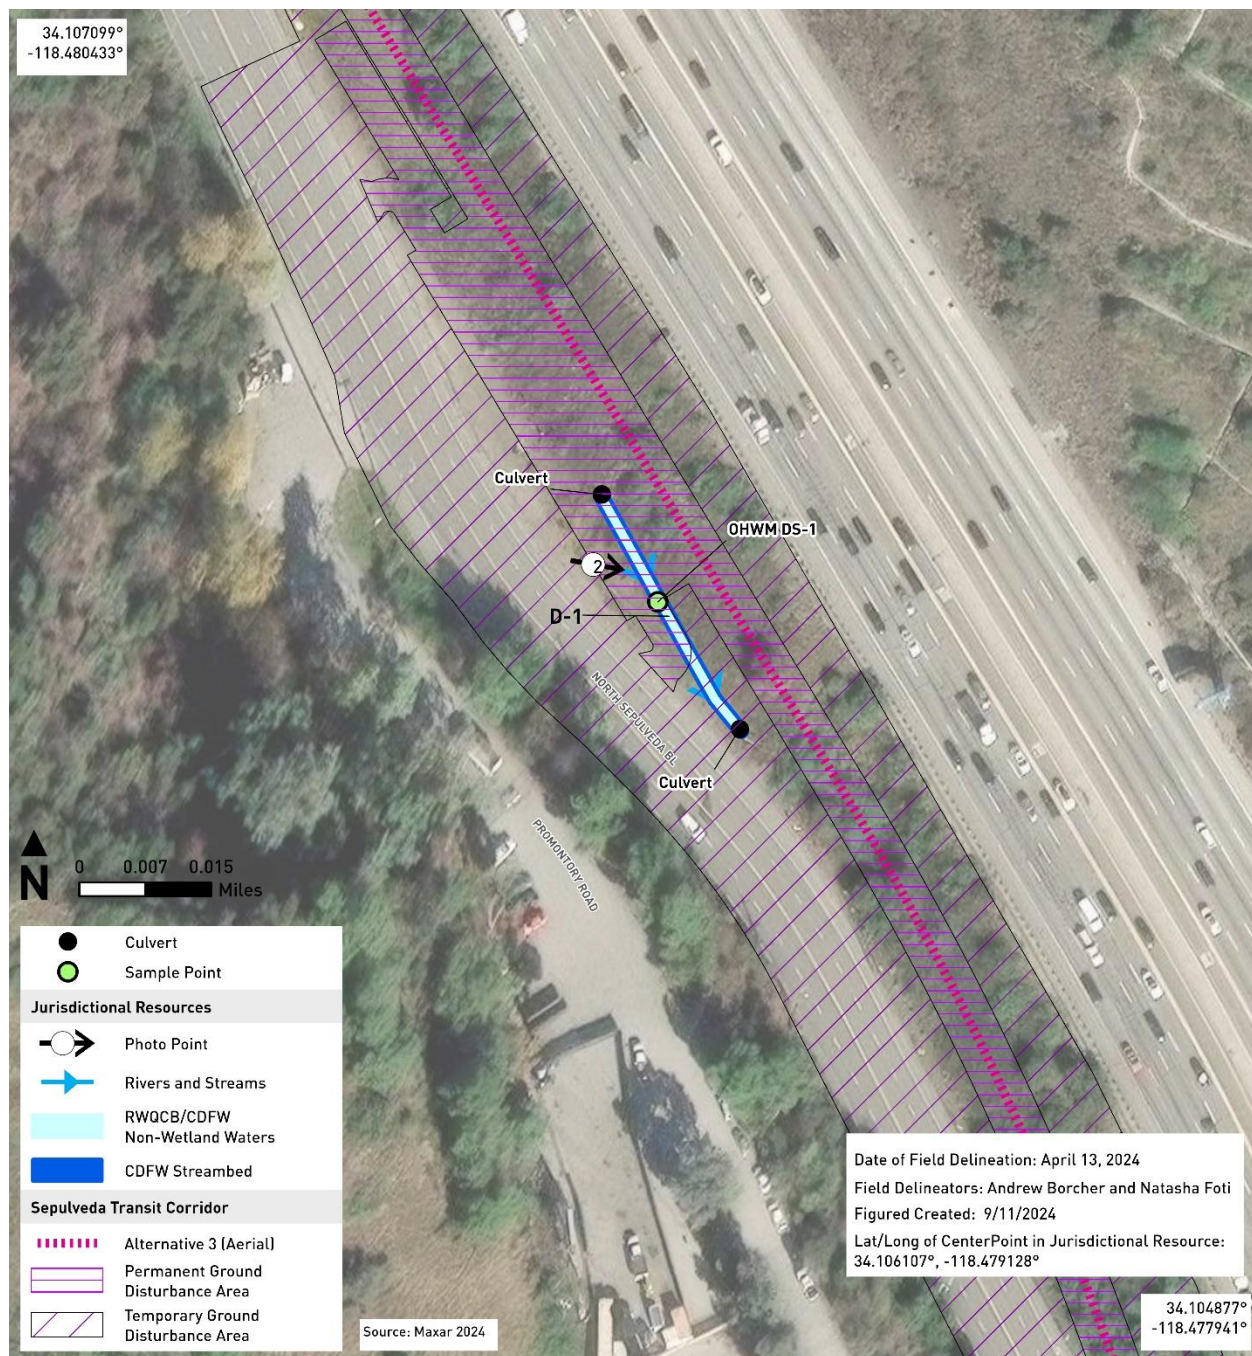 34.107099°
-118.480433°
Culvert
OHWM DS-1
2
D-1
NORTH SEPULVEDA BL
Culvert
PROMONTORY ROAD
N
0 0.007 0.015
Miles
Culvert
Sample Point
Jurisdictional Resources
Photo Point
Rivers and Streams
RWQCB/CDFW
Non-Wetland Waters
CDFW Streambed
Sepulveda Transit Corridor
Alternative 3 (Aerial)
Permanent Ground
Disturbance Area
Temporary Ground
Disturbance Area
Source: Maxar 2024
Date of Field Delineation: April 13, 2024
Field Delineators: Andrew Borcher and Natasha Foti
Figured Created: 9/11/2024
Lat/Long of CenterPoint in Jurisdictional Resource:
34.106107°, -118.479128°
34.104877°
-118.477941°